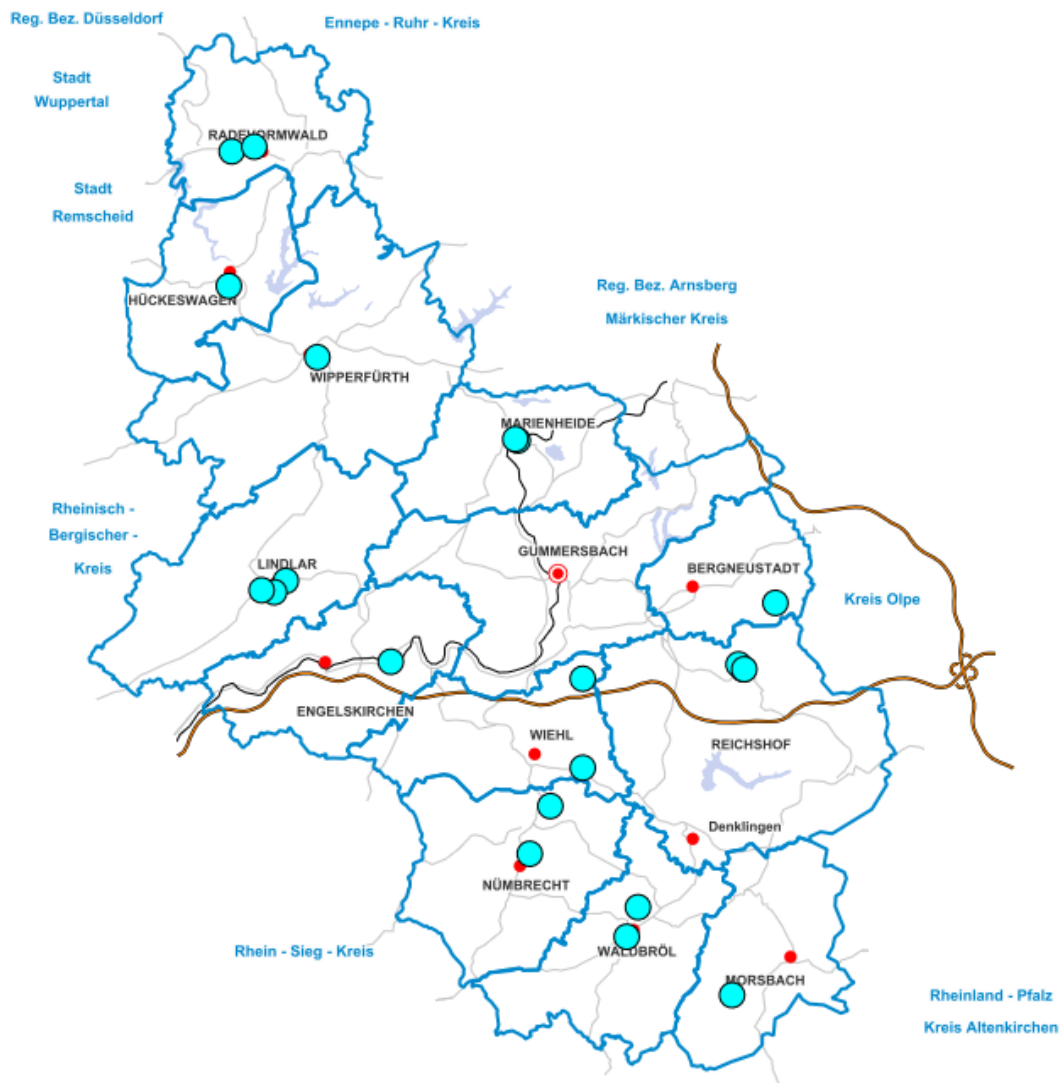 Reg. Bez. Düsseldorf
Ennepe - Ruhr - Kreis
Stadt
Wuppertal
RADEVORMWALD
Stadt
Remscheid
HÜCKESWAGEN
Reg. Bez. Arnsberg
Märkischer Kreis
WIPPERFÜRTH
MARIENHEIDE
Rheinisch -
Bergischer -
Kreis
LINDLAR
GUMMERSBACH
BERGNEUSTADT
Kreis Olpe
ENGELSKIRCHEN
WIEHL
REICHSHOF
Denklingen
NÜMBRECHT
Rhein - Sieg - Kreis
WALDBRÖL
MORSBACH
Rheinland - Pfalz
Kreis Altenkirchen